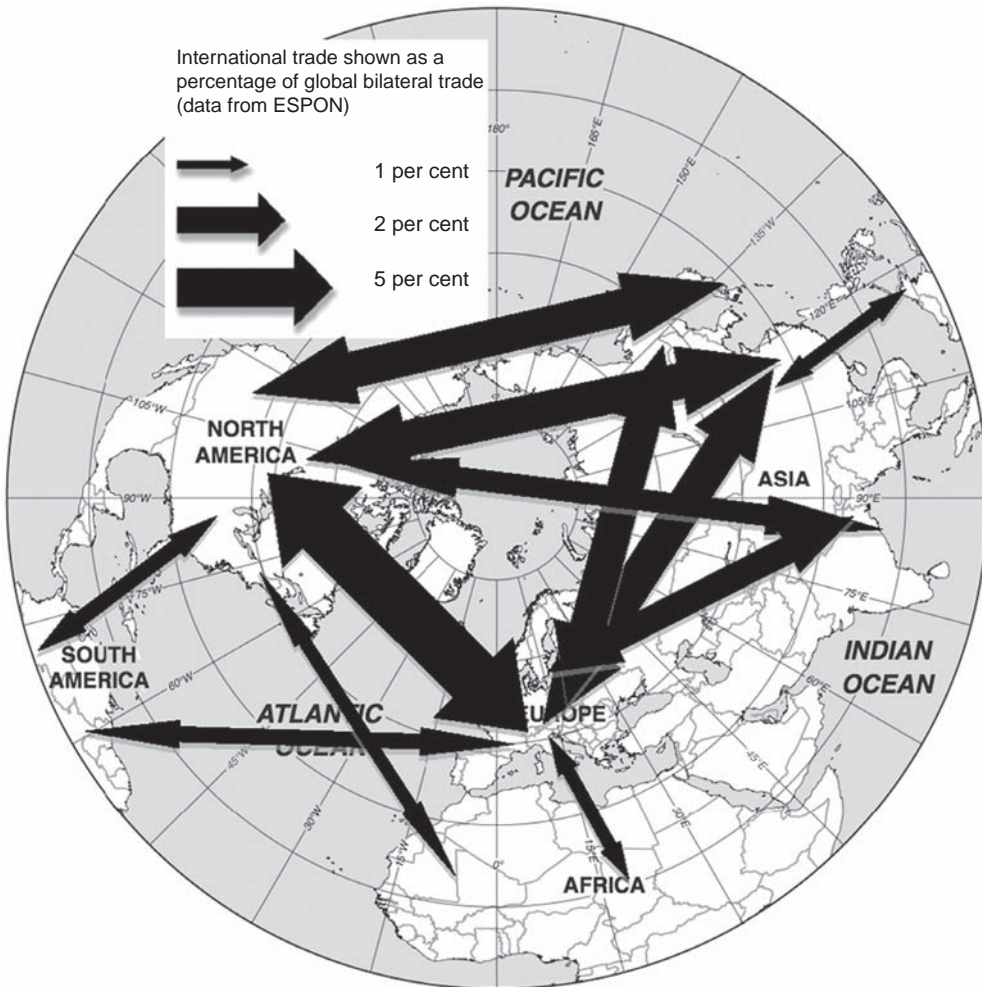 International trade shown as a
percentage of global bilateral trade
(data from ESPON)
1 per cent
2 per cent
5 per cent
180°
165°E
150°E
PACIFIC
OCEAN
135°W
120°E
105°E
105°W
NORTH
AMERICA
ASIA
90°W
90°E
75°W
75°E
SOUTH
AMERICA
INDIAN
OCEAN
60°W
60°E
ATLANTIC
OCEAN
EUROPE
45°W
45°E
30°W
30°E
15°W
15°E
0°
AFRICA